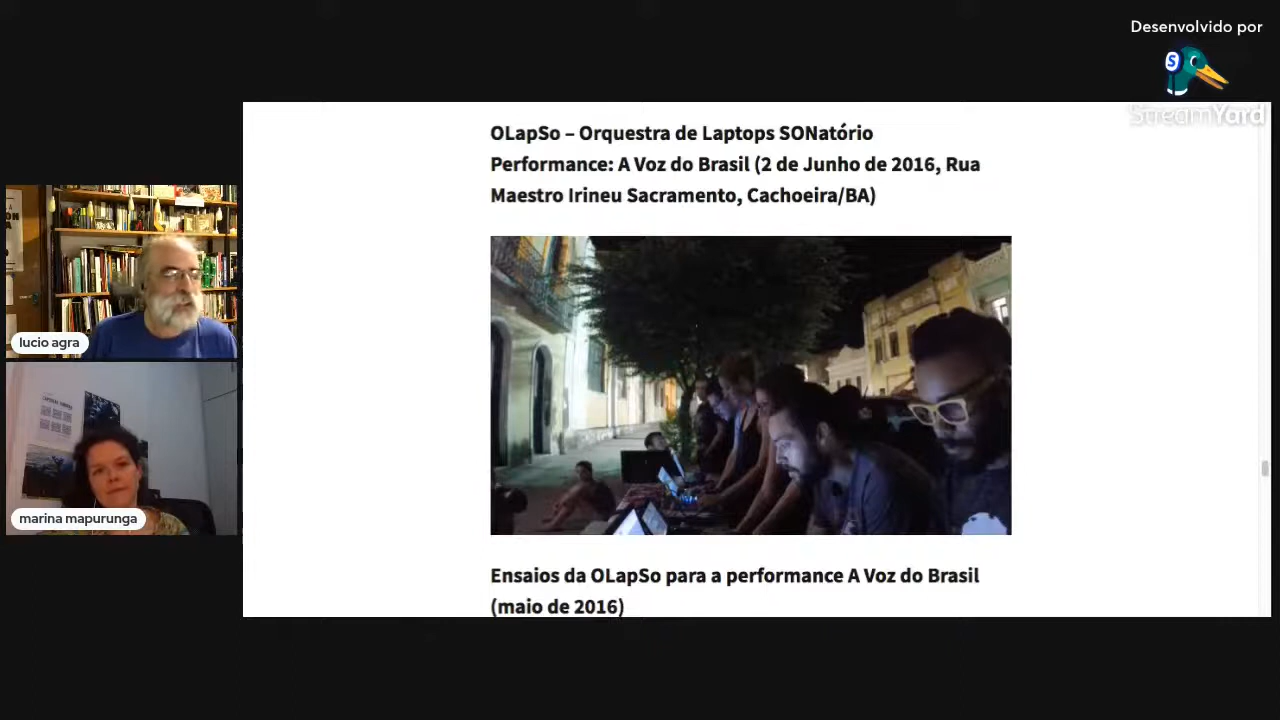 Desenvolvido por
S
StreamYard
OLapSo – Orquestra de Laptops SONatório
Performance: A Voz do Brasil (2 de Junho de 2016, Rua
Maestro Irineu Sacramento, Cachoeira/BA)
lucio agra
marina mapurunga
Ensaios da OLapSo para a performance A Voz do Brasil
(maio de 2016)